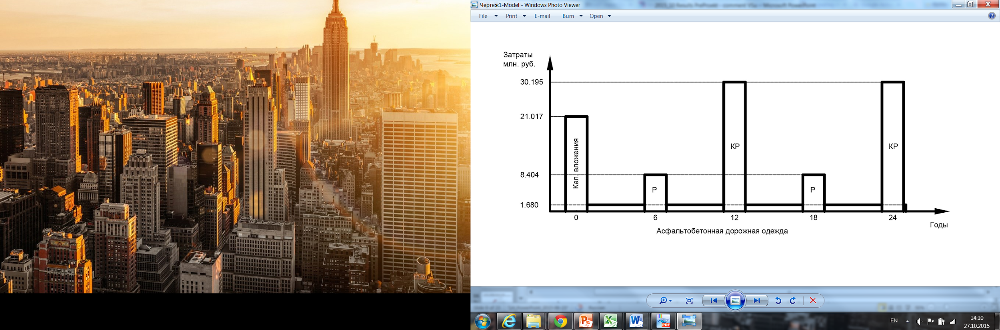 Чертеж1-Model - Windows Photo Viewer
File Print E-mail Burn Open
Затраты
млн. руб.
30.195
21.017
8.404
1.680
Кап. вложения
Р
КР
Р
КР
0 6 12 18 24
Годы
Асфальтобетонная дорожная одежда
EN
14:10
27.10.2015